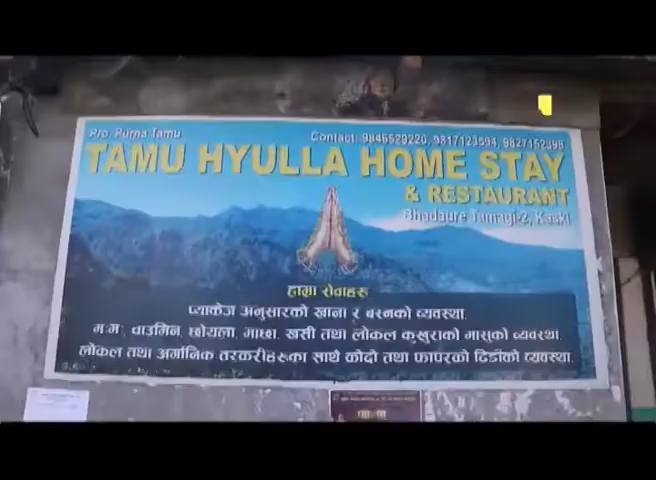 Pro. Purna Tamu
Contact: 9846529220, 9817123594, 9827152398
TAMU HYULLA HOME STAY
& RESTAURANT
Bhadaure Tamagi-2, Kaski
हाम्रा सेवाहरु
प्याकेज अनुसारको खाना र बस्नको व्यवस्था.
म:म:, चाउमिन, छोयला, माछा, खसी तथा लोकल कुखुराको मासुको व्यवस्था.
लोकल तथा अर्गानिक तरकारीहरुका साथै कोदो तथा फापरको ढिडोको व्यवस्था.